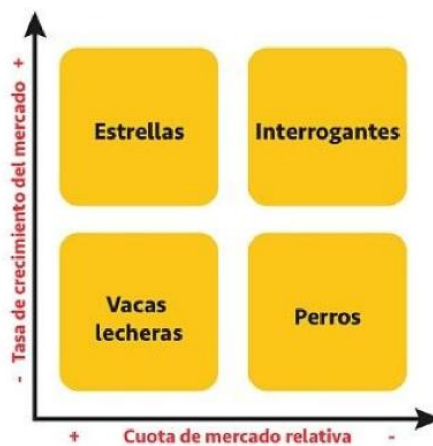 - Tasa de crecimiento del mercado +
Estrellas
Interrogantes
Vacas
lecheras
Perros
+ Cuota de mercado relativa -